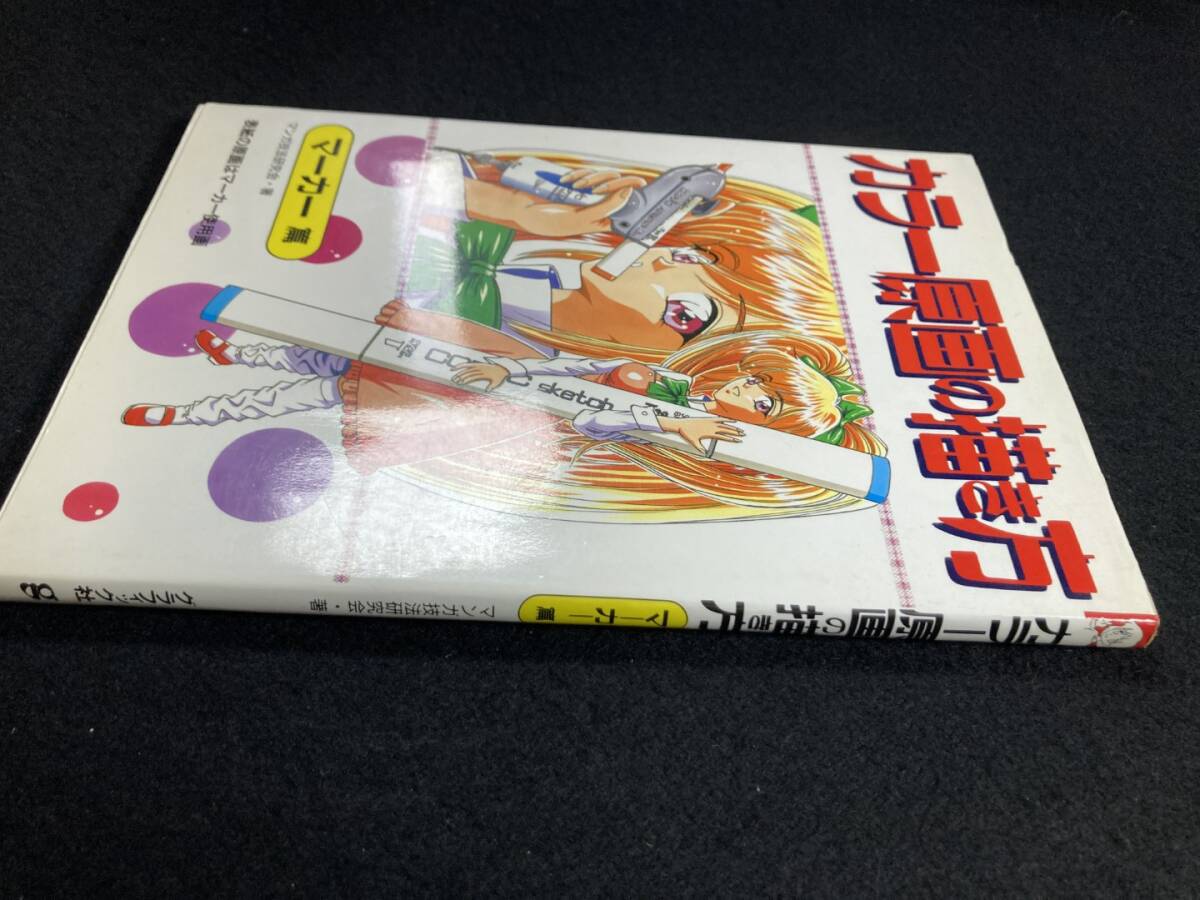 カラー原画の描き方
マーカー篇
マンガ技法研究会・著
表紙の原画はマーカー使用画
sketch
カラー原画の描き方
マーカー篇
マンガ技法研究会・著
グラフィック社